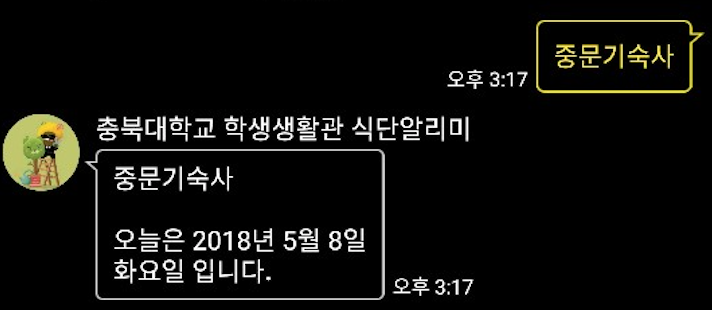 중문기숙사
오후 3:17
충북대학교 학생생활관 식단알리미
중문기숙사
오늘은 2018년 5월 8일
화요일 입니다.
오후 3:17